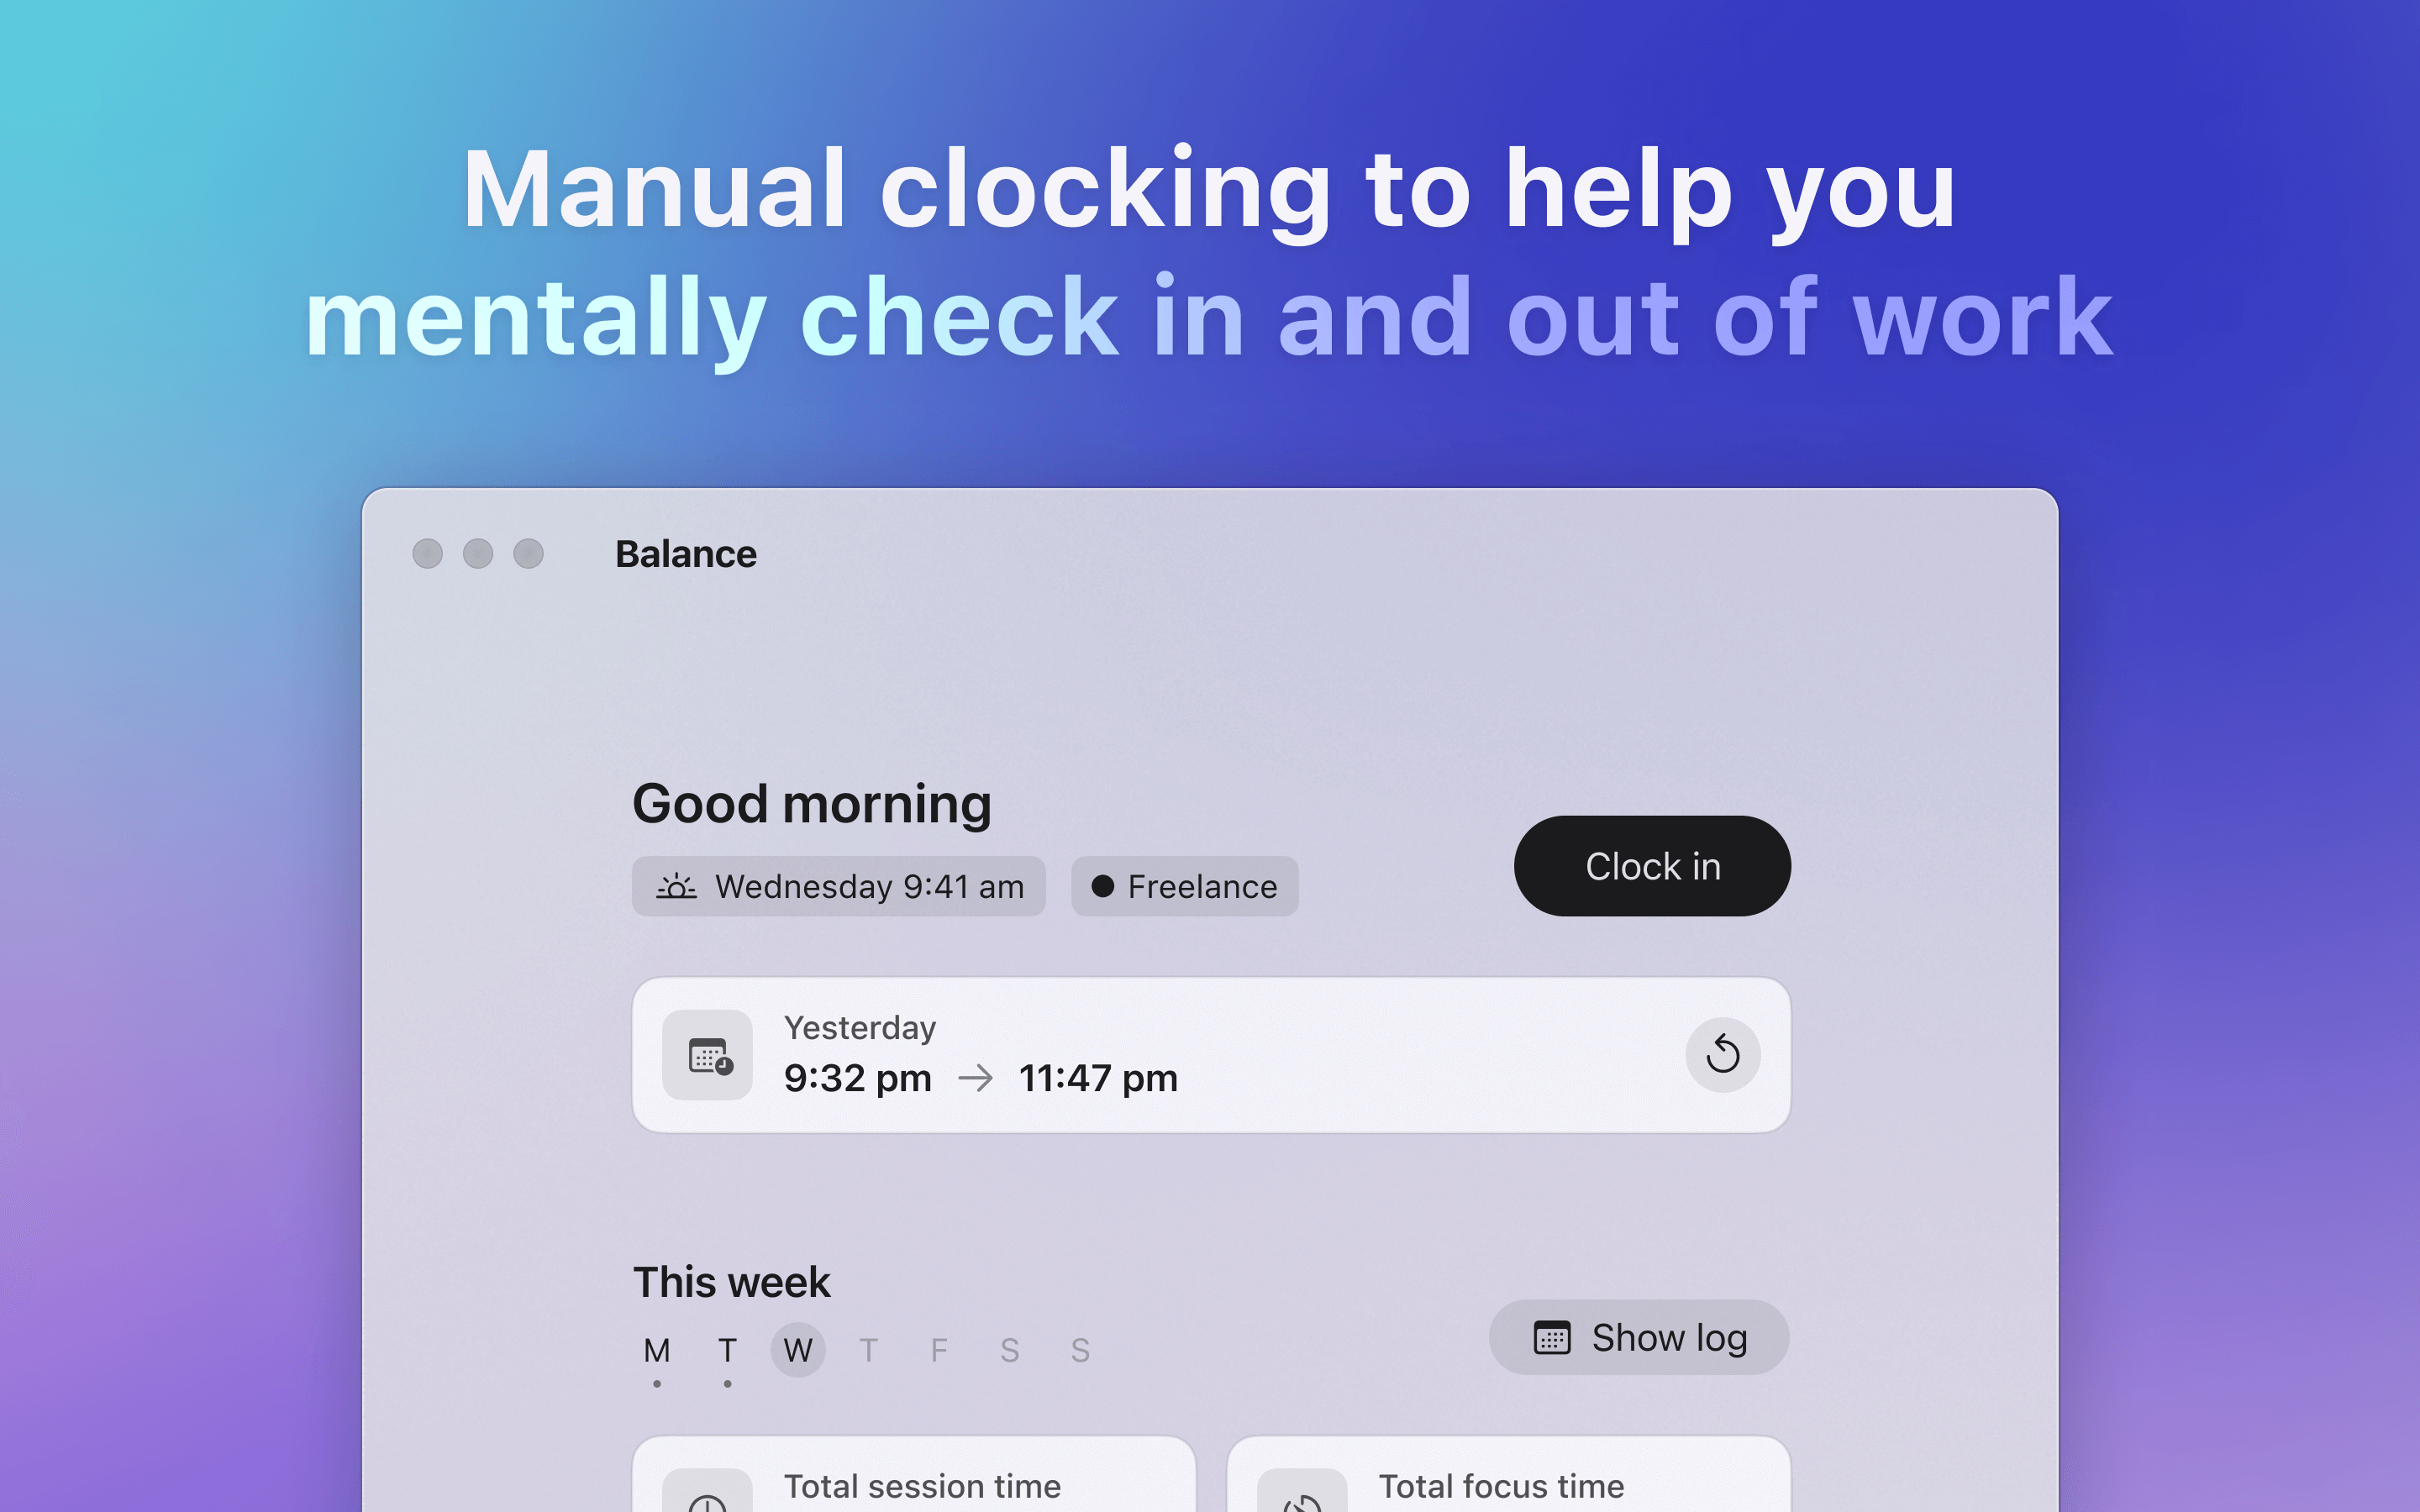 Manual clocking to help you
mentally check in and out of work
Balance
Good morning
Wednesday 9:41 am
Freelance
Clock in
Yesterday
9:32 pm → 11:47 pm
This week
M T W T F S S
Show log
Total session time
Total focus time